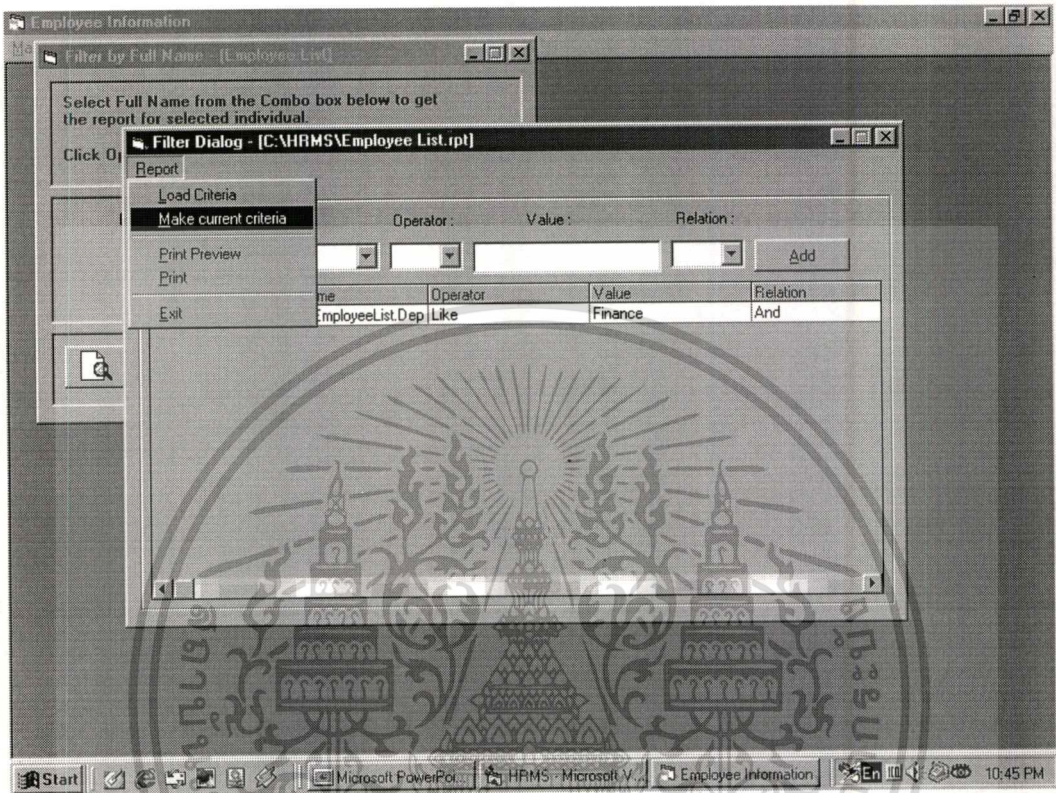 Employee Information
Filter by Full Name - [Employee List]
Select Full Name from the Combo box below to get
the report for selected individual.
Click
Filter Dialog - [C:\HRMS\Employee List.rpt]
Report
Load Criteria
Make current criteria
Print Preview
Print
Exit
Operator :
Value :
Relation :
Add
Operator
Value
Relation
EmployeeList.Dep
Like
Finance
And
Start
Microsoft PowerPoi...
HRMS - Microsoft V...
Employee Information
En
10:45 PM